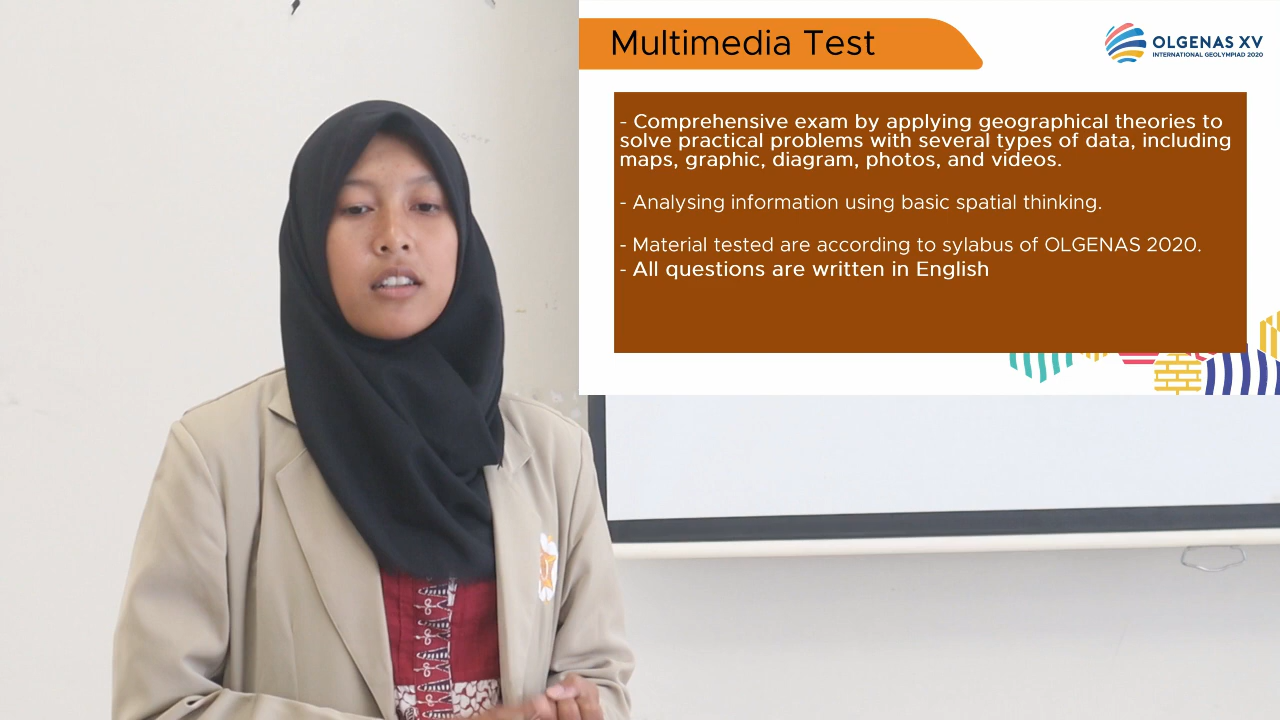 Multimedia Test
OLGENAS XV
INTERNATIONAL GEOLYMPIAD 2020
- Comprehensive exam by applying geographical theories to
solve practical problems with several types of data, including
maps, graphic, diagram, photos, and videos.
- Analysing information using basic spatial thinking.
- Material tested are according to sylabus of OLGENAS 2020.
- All questions are written in English